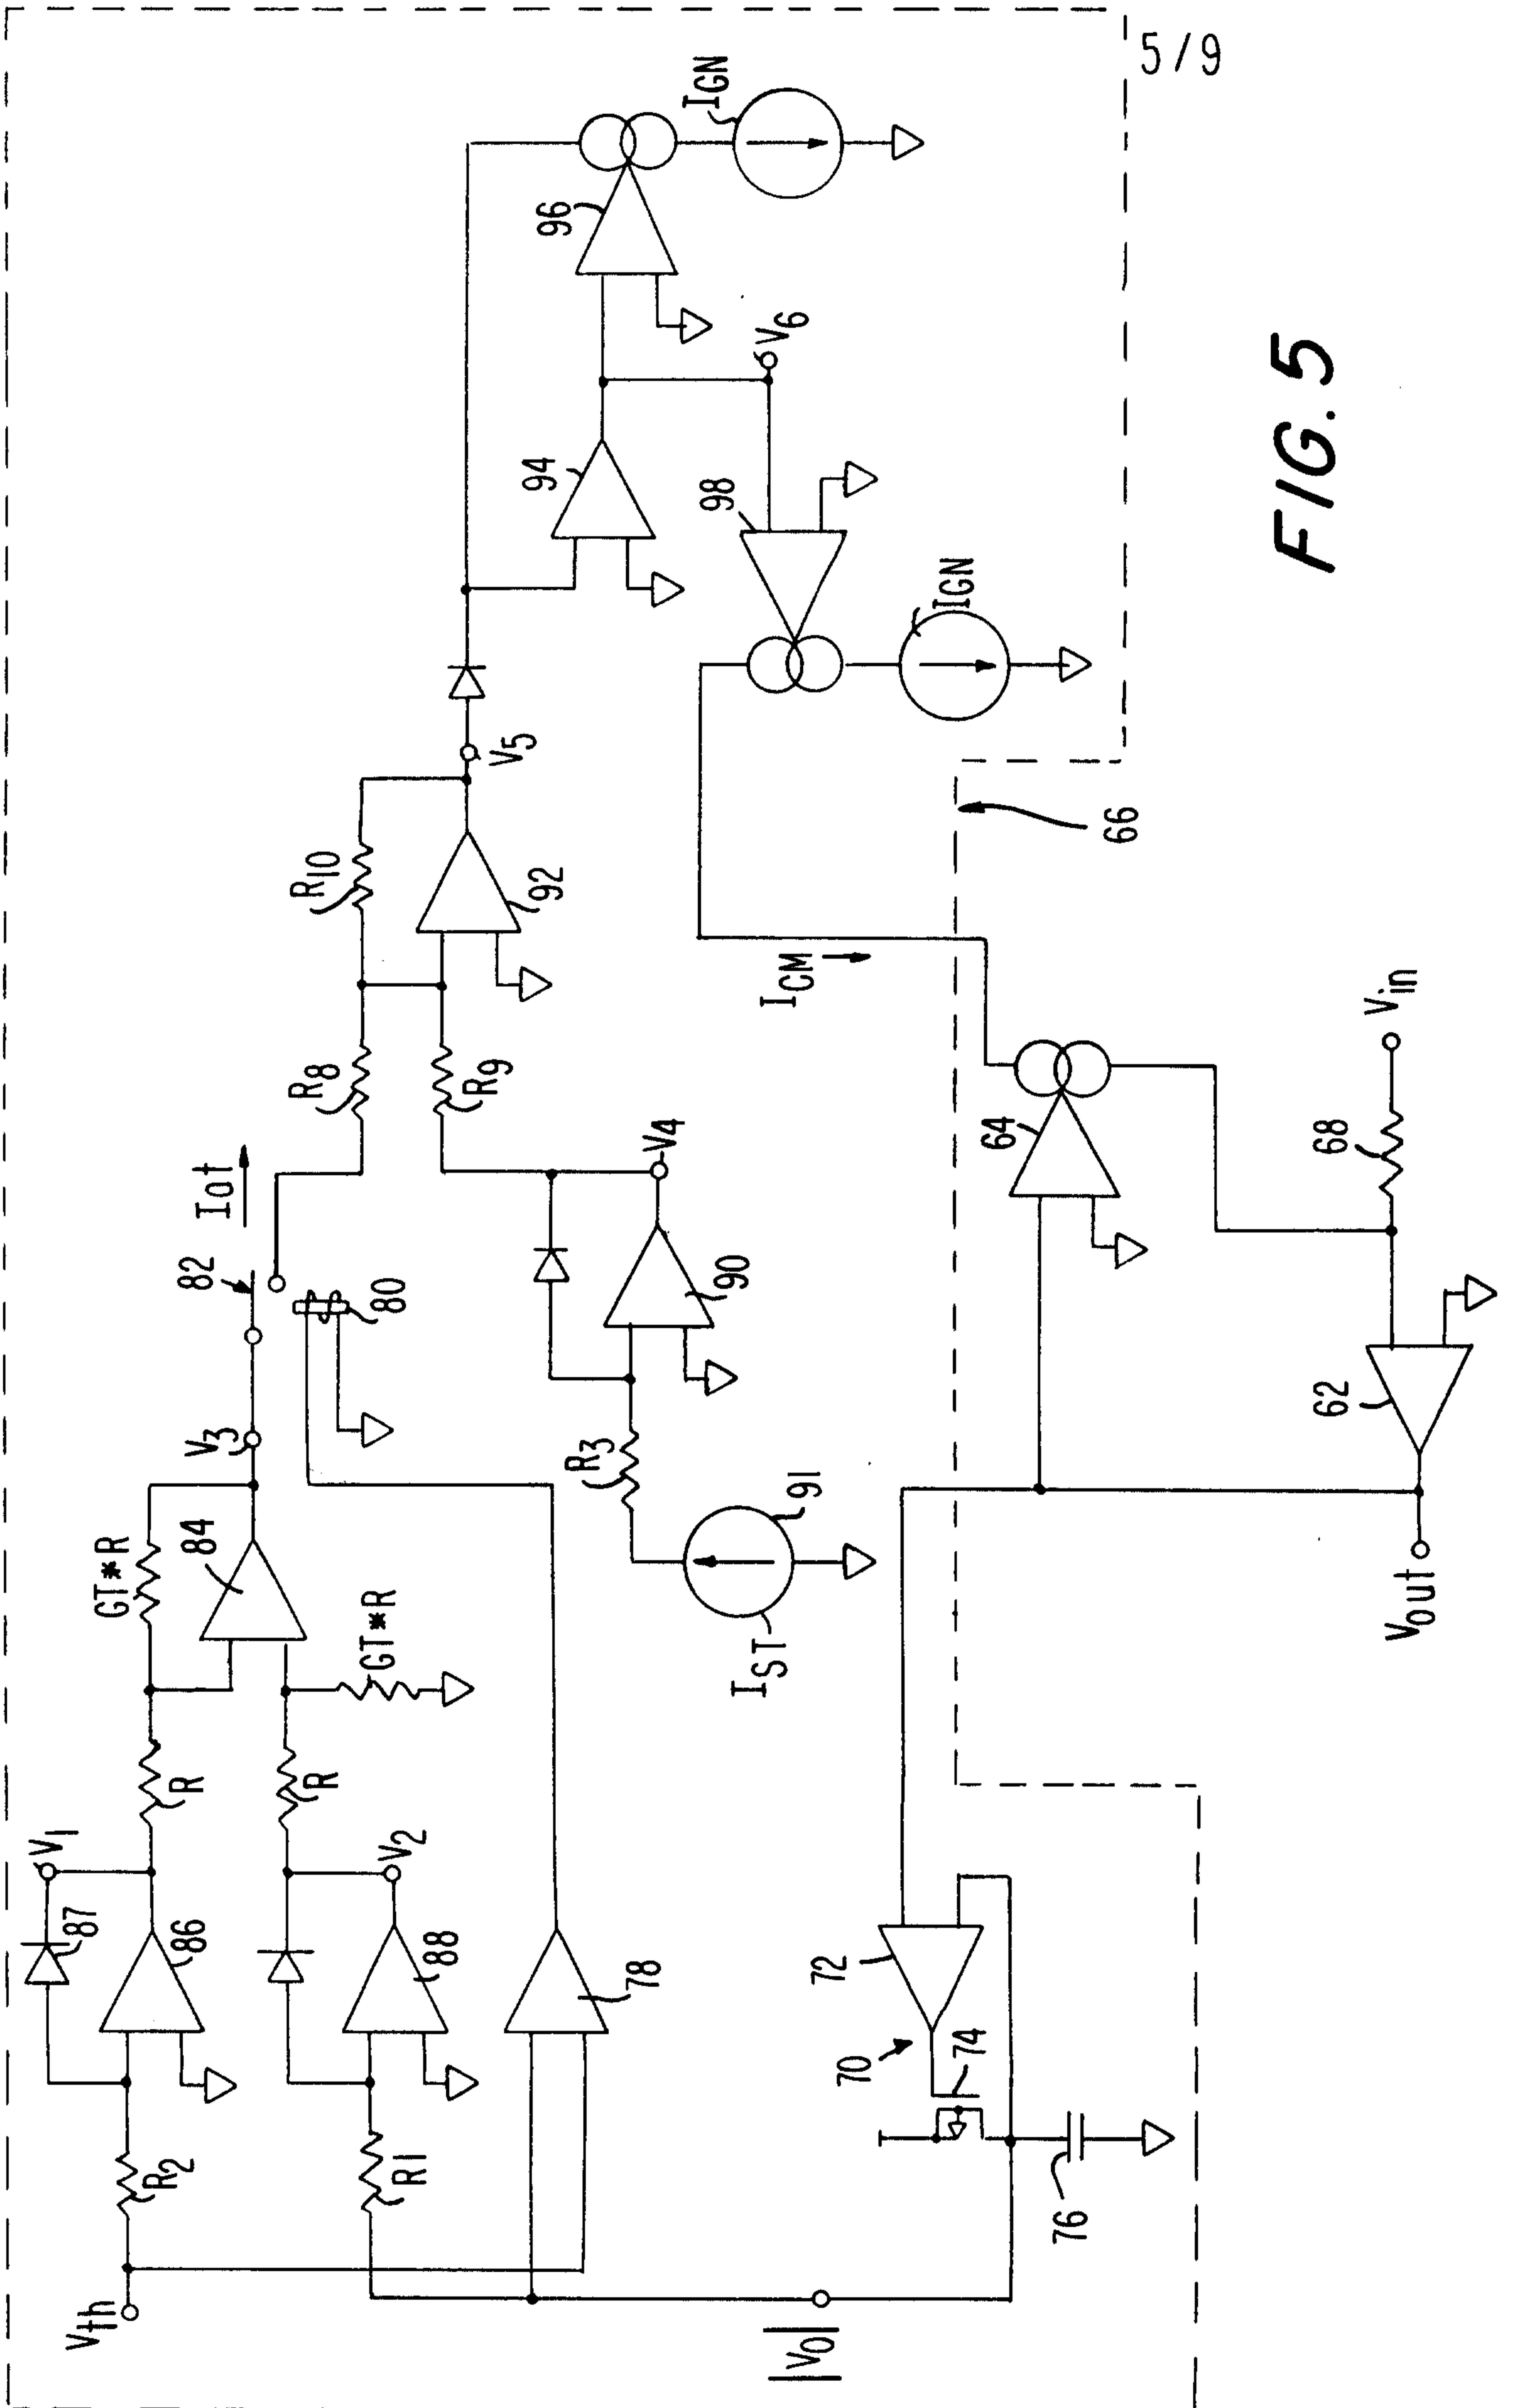 5/9
Vth
R2
87
V1
86
R
GT*R
84
V3
82
Iot
R1
88
V2
R
GT*R
80
R8
R10
78
IST
91
R3
90
V4
R9
92
V5
94
96
IGN
V6
98
IGN
|V0|
76
70
74
72
ICM
66
64
62
68
Vin
Vout
FIG. 5